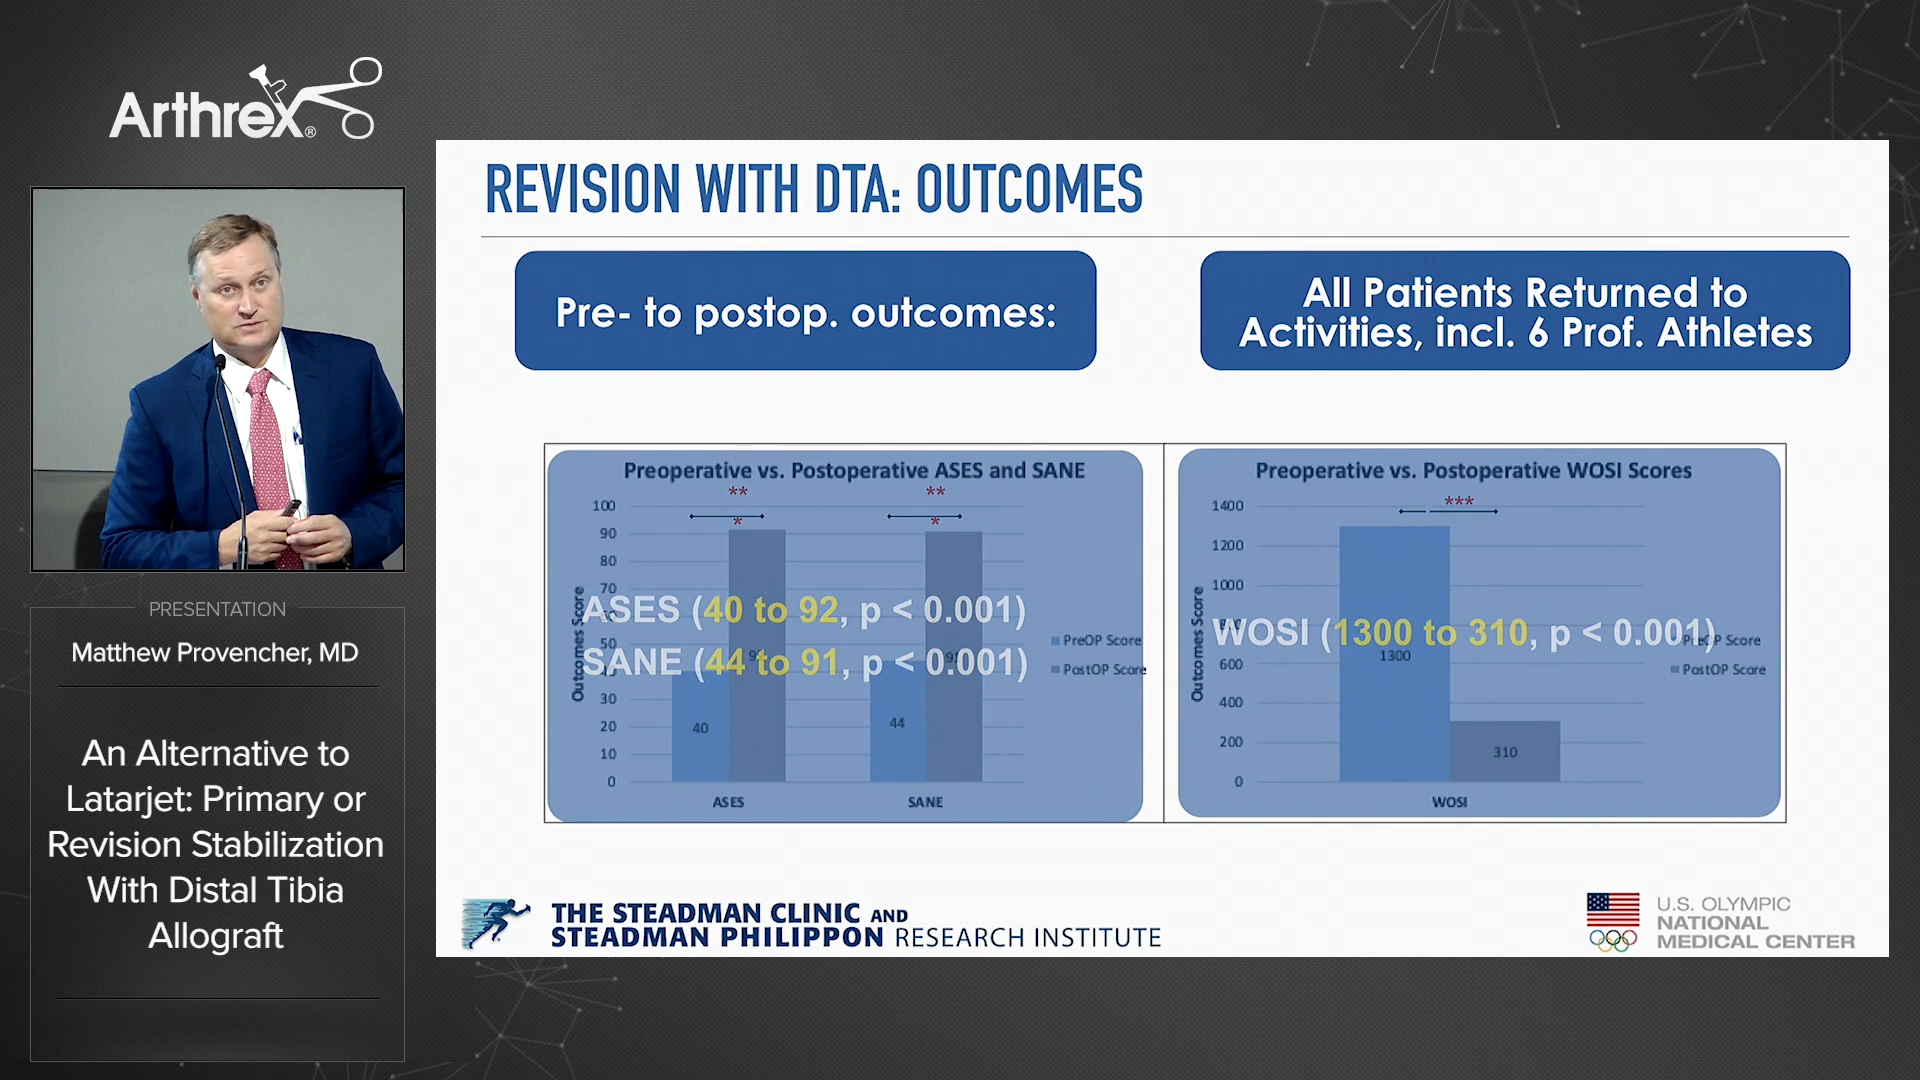 Arthrex®
PRESENTATION
Matthew Provencher, MD
An Alternative to
Latarjet: Primary or
Revision Stabilization
With Distal Tibia
Allograft
REVISION WITH DTA: OUTCOMES
Pre- to postop. outcomes:
All Patients Returned to
Activities, incl. 6 Prof. Athletes
Preoperative vs. Postoperative ASES and SANE
** **
* *
100
90
80
70
50
30
20
10
0
Outcomes Score
ASES (40 to 92, p < 0.001)
SANE (44 to 91, p < 0.001)
40
44
91
ASES
SANE
PreOP Score
PostOP Score
Preoperative vs. Postoperative WOSI Scores
***
1400
1200
1000
600
400
200
0
Outcomes Score
WOSI (1300 to 310, p < 0.001)
1300
310
WOSI
PreOP Score
PostOP Score
THE STEADMAN CLINIC AND
STEADMAN PHILIPPON RESEARCH INSTITUTE
U.S. OLYMPIC
NATIONAL
MEDICAL CENTER